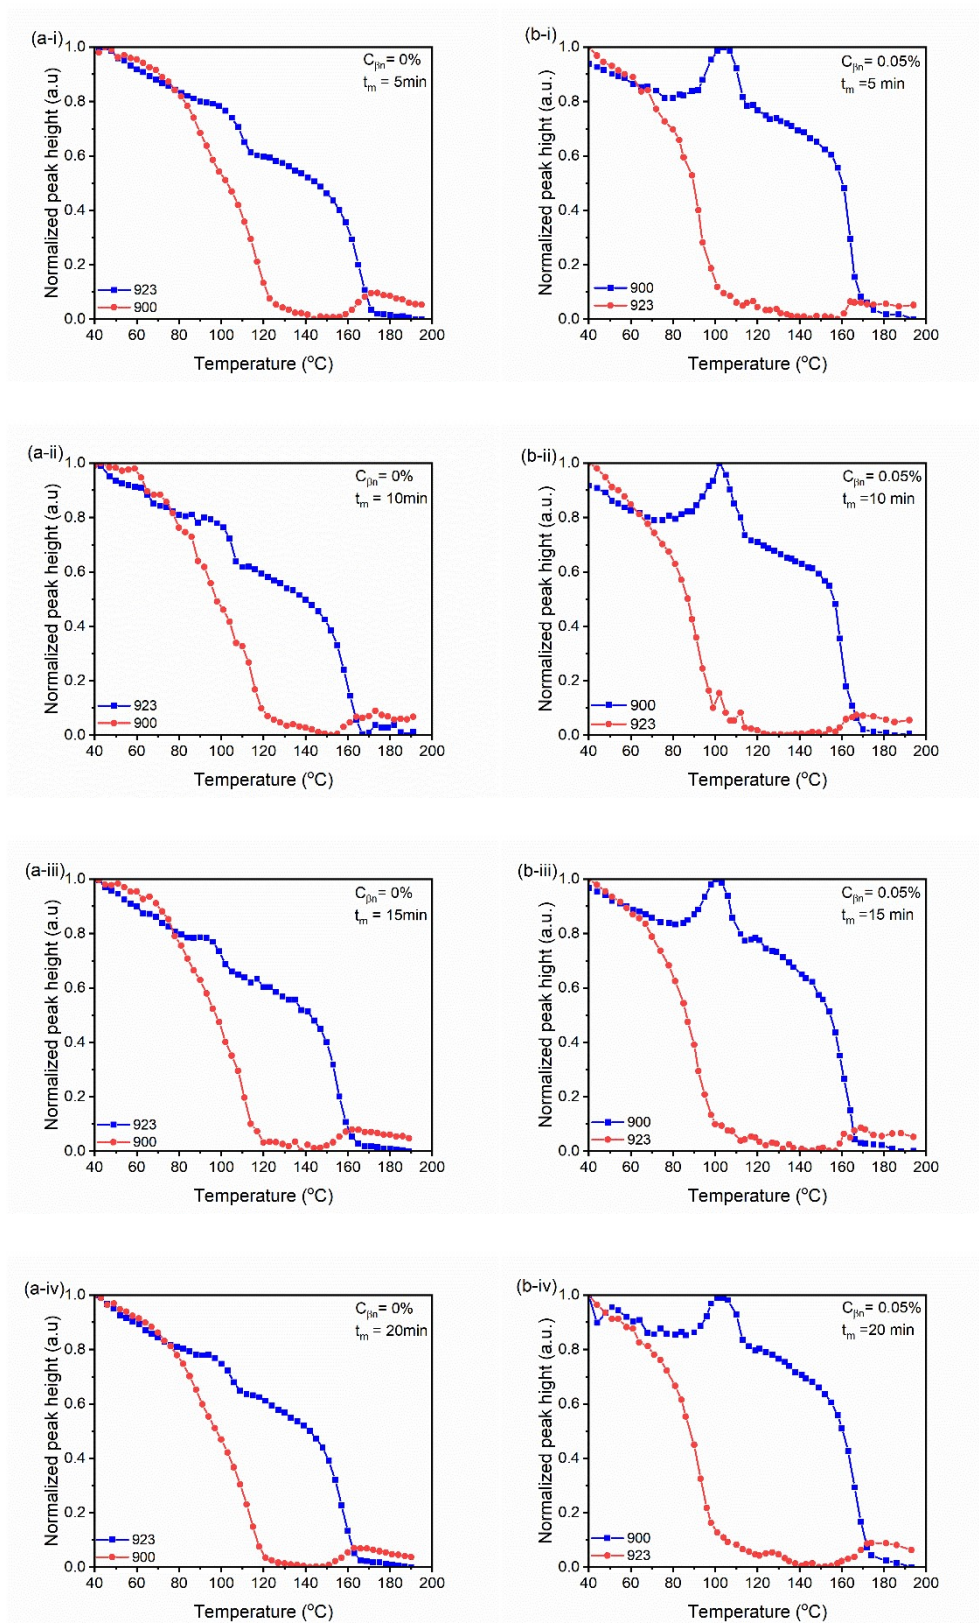 (a-i)
Normalized peak height (a.u)
1.0
0.8
0.6
0.4
0.2
0.0
C_βn = 0%
t_m = 5min
923
900
40 60 80 100 120 140 160 180 200
Temperature (°C)
(b-i)
Normalized peak hight (a.u.)
1.0
0.8
0.6
0.4
0.2
0.0
C_βn = 0.05%
t_m =5 min
900
923
40 60 80 100 120 140 160 180 200
Temperature (°C)
(a-ii)
Normalized peak height (a.u)
1.0
0.8
0.6
0.4
0.2
0.0
C_βn = 0%
t_m = 10min
923
900
40 60 80 100 120 140 160 180 200
Temperature (°C)
(b-ii)
Normalized peak hight (a.u.)
1.0
0.8
0.6
0.4
0.2
0.0
C_βn = 0.05%
t_m = 10 min
900
923
40 60 80 100 120 140 160 180 200
Temperature (°C)
(a-iii)
Normalized peak height (a.u)
1.0
0.8
0.6
0.4
0.2
0.0
C_βn = 0%
t_m = 15min
923
900
40 60 80 100 120 140 160 180 200
Temperature (°C)
(b-iii)
Normalized peak hight (a.u.)
1.0
0.8
0.6
0.4
0.2
0.0
C_βn = 0.05%
t_m =15 min
900
923
40 60 80 100 120 140 160 180 200
Temperature (°C)
(a-iv)
Normalized peak height (a.u)
1.0
0.8
0.6
0.4
0.2
0.0
C_βn = 0%
t_m = 20min
923
900
40 60 80 100 120 140 160 180 200
Temperature (°C)
(b-iv)
Normalized peak hight (a.u.)
1.0
0.8
0.6
0.4
0.2
0.0
C_βn = 0.05%
t_m = 20 min
900
923
40 60 80 100 120 140 160 180 200
Temperature (°C)